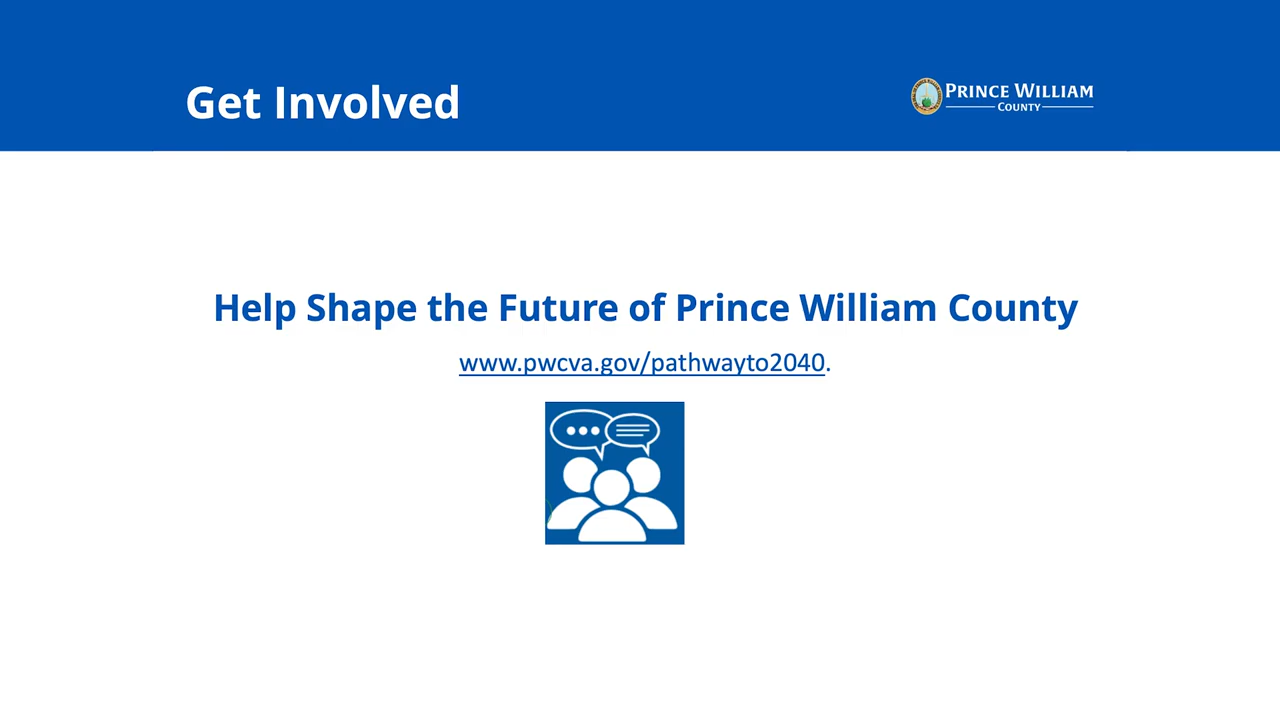 Get Involved
PRINCE WILLIAM
COUNTY
Help Shape the Future of Prince William County
www.pwcva.gov/pathwayto2040.